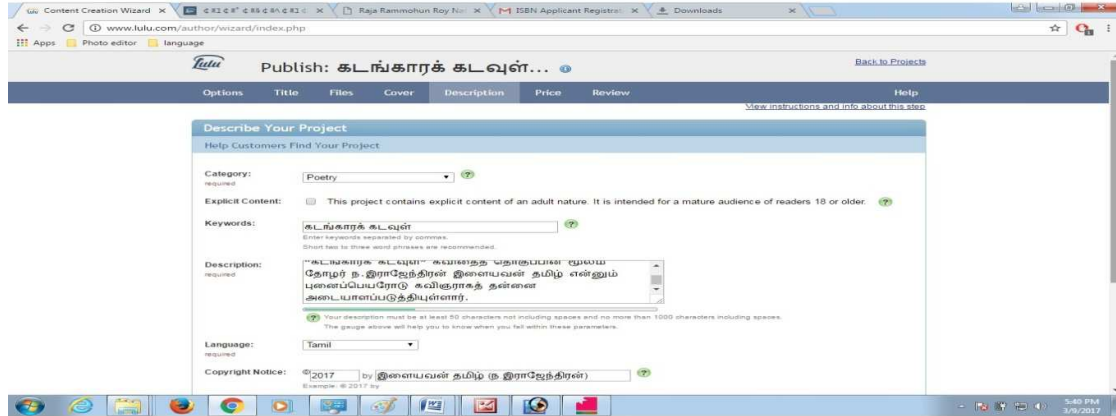 Content Creation Wizard
Raja Rammohun Roy Nat
ISBN Applicant Registrat
Downloads
www.lulu.com/author/wizard/index.php
Apps Photo editor language
Lulu Publish: கடங்காரக் கடவுள்... Back to Projects
Options Title Files Cover Description Price Review Help
View instructions and info about this step
Describe Your Project
Help Customers Find Your Project
Category: Poetry
required
Explicit Content: This project contains explicit content of an adult nature. It is intended for a mature audience of readers 18 or older.
Keywords: கடங்காரக் கடவுள்
Enter keywords separated by commas.
Short two to three word phrases are recommended.
Description: "கடங்காரக் கடவுள்" கவிதைத் தொகுப்பின் மூலம்
required தோழர் ந.இராஜேந்திரன் இளையவன் தமிழ் என்னும்
புனைப்பெயரோடு கவிஞராகத் தன்னை
அடையாளப்படுத்தியுள்ளார்.
Your description must be at least 50 characters not including spaces and no more than 1000 characters including spaces.
The gauge above will help you to know when you fall within these parameters.
Language: Tamil
required
Copyright Notice: © 2017 by இளையவன் தமிழ் (ந.இராஜேந்திரன்)
Example: © 2017 by
5:40 PM
3/9/2017